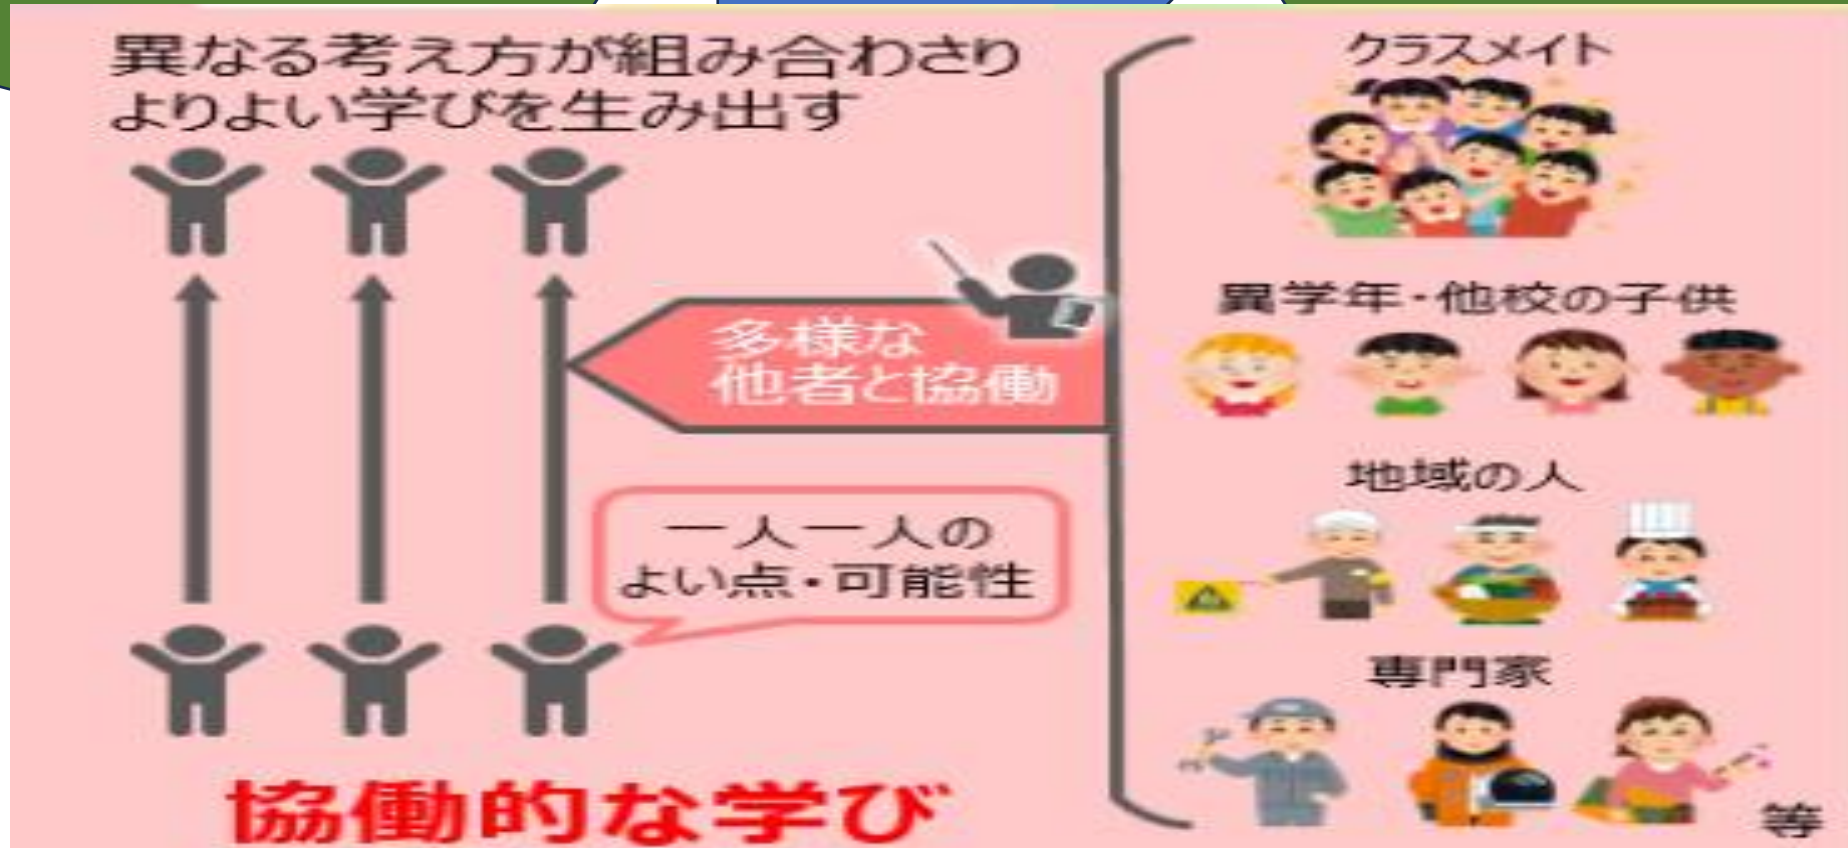 異なる考え方が組み合わさり
よりよい学びを生み出す
多様な
他者と協働
一人一人の
よい点・可能性
協働的な学び
クラスメイト
異学年・他校の子供
地域の人
専門家
等